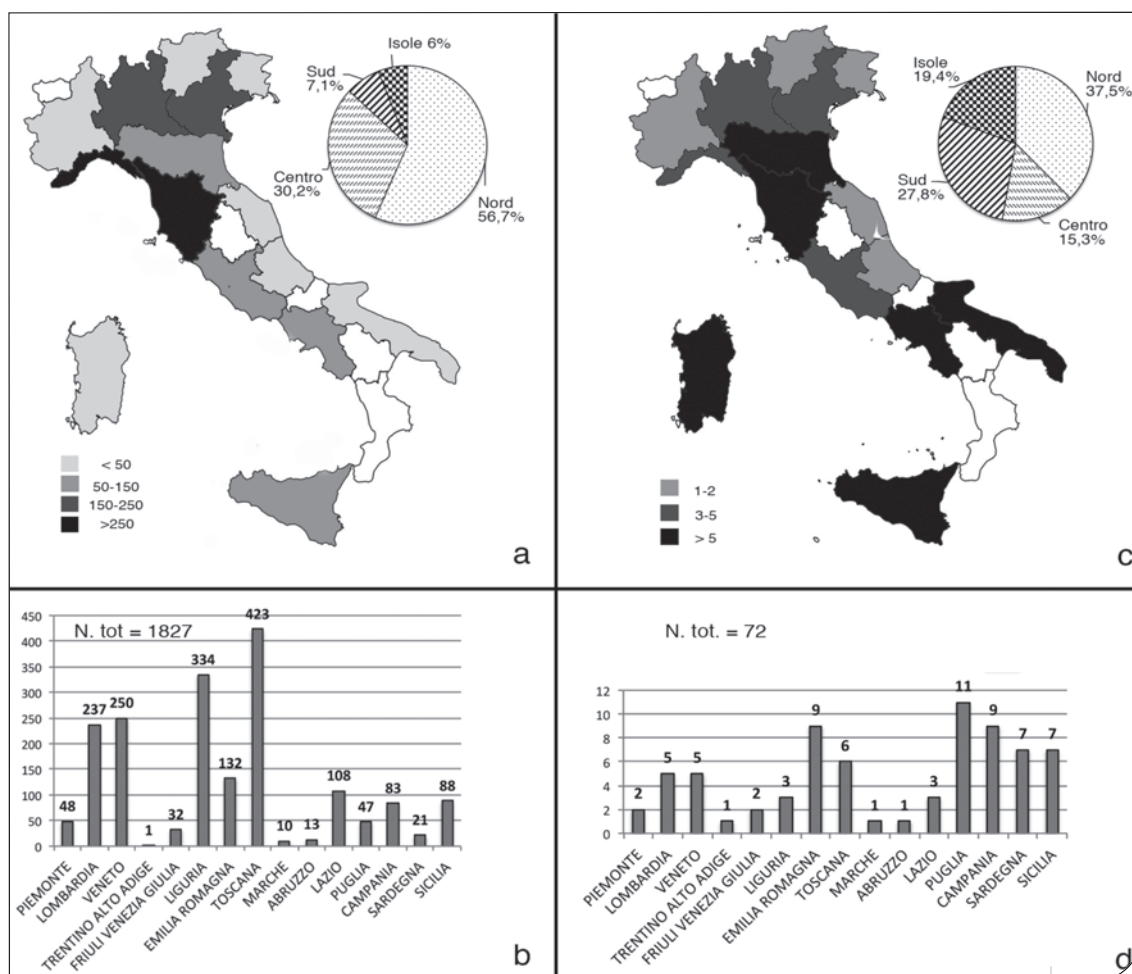 Isole 6%
Sud
7,1%
Centro
30,2%
Nord
56,7%
< 50
50-150
150-250
>250
a
Isole
19,4%
Nord
37,5%
Sud
27,8%
Centro
15,3%
1-2
3-5
> 5
c
N. tot = 1827
450
400
350
300
250
200
150
100
50
0
48
237
250
1
32
334
132
423
10
13
108
47
83
21
88
PIEMONTE
LOMBARDIA
VENETO
TRENTINO ALTO ADIGE
FRIULI VENEZIA GIULIA
LIGURIA
EMILIA ROMAGNA
TOSCANA
MARCHE
ABRUZZO
LAZIO
PUGLIA
CAMPANIA
SARDEGNA
SICILIA
b
N. tot. = 72
12
10
8
6
4
2
0
2
5
5
1
2
3
9
6
1
1
3
11
9
7
7
PIEMONTE
LOMBARDIA
VENETO
TRENTINO ALTO ADIGE
FRIULI VENEZIA GIULIA
LIGURIA
EMILIA ROMAGNA
TOSCANA
MARCHE
ABRUZZO
LAZIO
PUGLIA
CAMPANIA
SARDEGNA
SICILIA
d